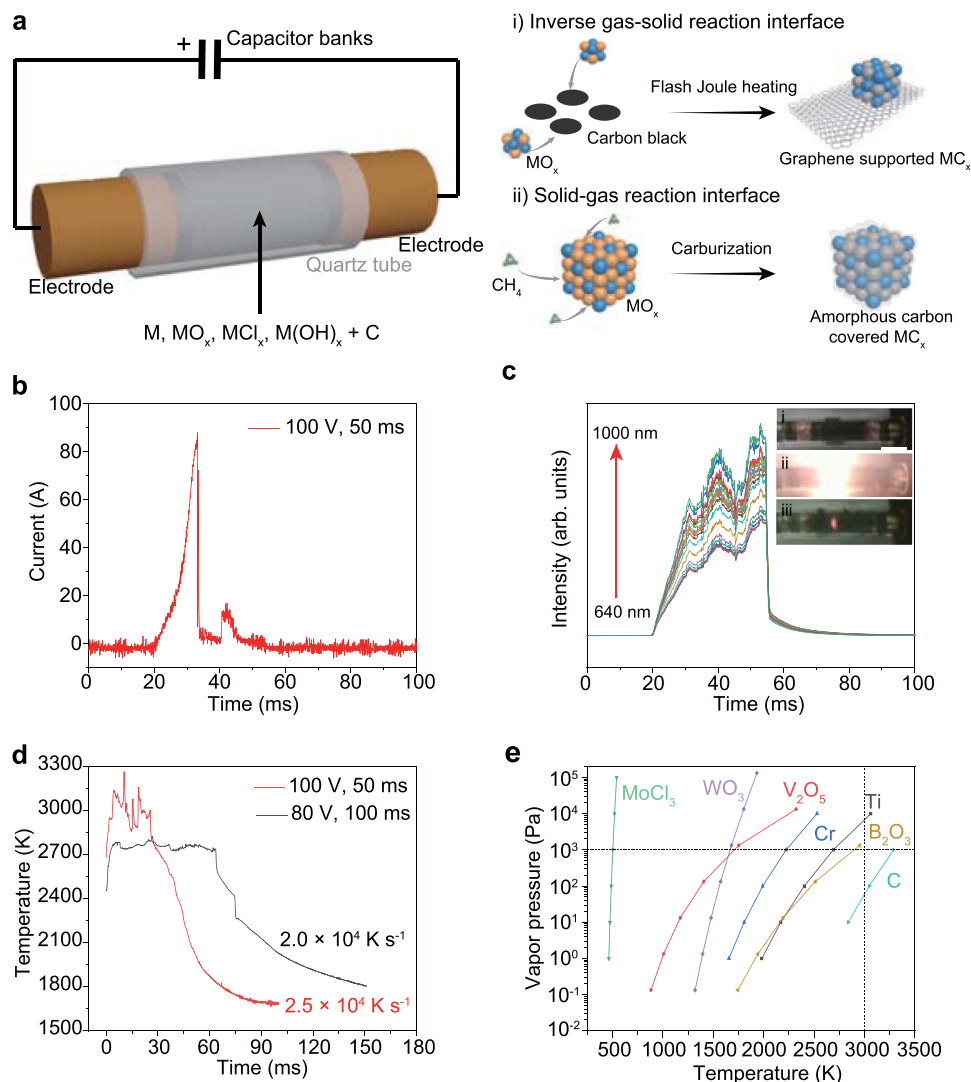 a
+ Capacitor banks
Electrode
Quartz tube
Electrode
M, MOx, MClx, M(OH)x + C
i) Inverse gas-solid reaction interface
MOx
Carbon black
Flash Joule heating
Graphene supported MCx
ii) Solid-gas reaction interface
CH4
MOx
Carburization
Amorphous carbon
covered MCx
b
100 V, 50 ms
Current (A)
100
80
60
40
20
0
0 20 40 60 80 100
Time (ms)
c
1000 nm
640 nm
i
ii
iii
Intensity (arb. units)
0 20 40 60 80 100
Time (ms)
d
100 V, 50 ms
80 V, 100 ms
2.0 × 10⁴ K s⁻¹
2.5 × 10⁴ K s⁻¹
Temperature (K)
3300
3000
2700
2400
2100
1800
1500
0 30 60 90 120 150 180
Time (ms)
e
MoCl3
WO3
V2O5
Cr
Ti
B2O3
C
Vapor pressure (Pa)
10⁵
10⁴
10³
10²
10¹
10⁰
10⁻¹
10⁻²
500 1000 1500 2000 2500 3000 3500
Temperature (K)